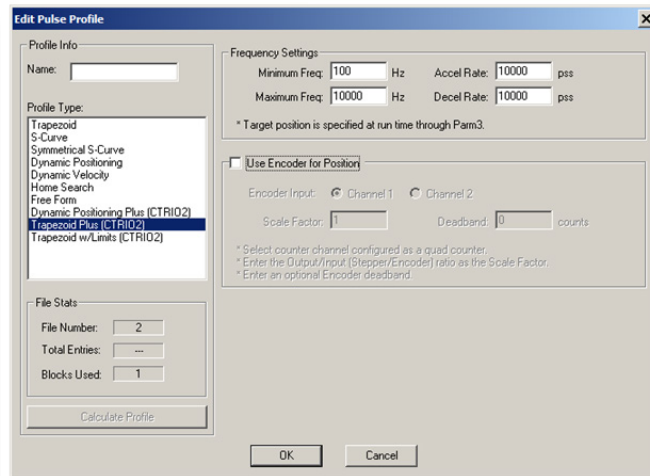 Edit Pulse Profile
Profile Info
Name:
Profile Type:
Trapezoid
S-Curve
Symmetrical S-Curve
Dynamic Positioning
Dynamic Velocity
Home Search
Free Form
Dynamic Positioning Plus (CTRIO2)
Trapezoid Plus (CTRIO2)
Trapezoid w/Limits (CTRIO2)
File Stats
File Number: 2
Total Entries: ---
Blocks Used: 1
Calculate Profile
Frequency Settings
Minimum Freq: 100 Hz Accel Rate: 10000 pss
Maximum Freq: 10000 Hz Decel Rate: 10000 pss
* Target position is specified at run time through Parm3.
Use Encoder for Position
Encoder Input: Channel 1 Channel 2
Scale Factor: 1 Deadband: 0 counts
* Select counter channel configured as a quad counter.
* Enter the Output/Input (Stepper/Encoder) ratio as the Scale Factor.
* Enter an optional Encoder deadband.
OK Cancel